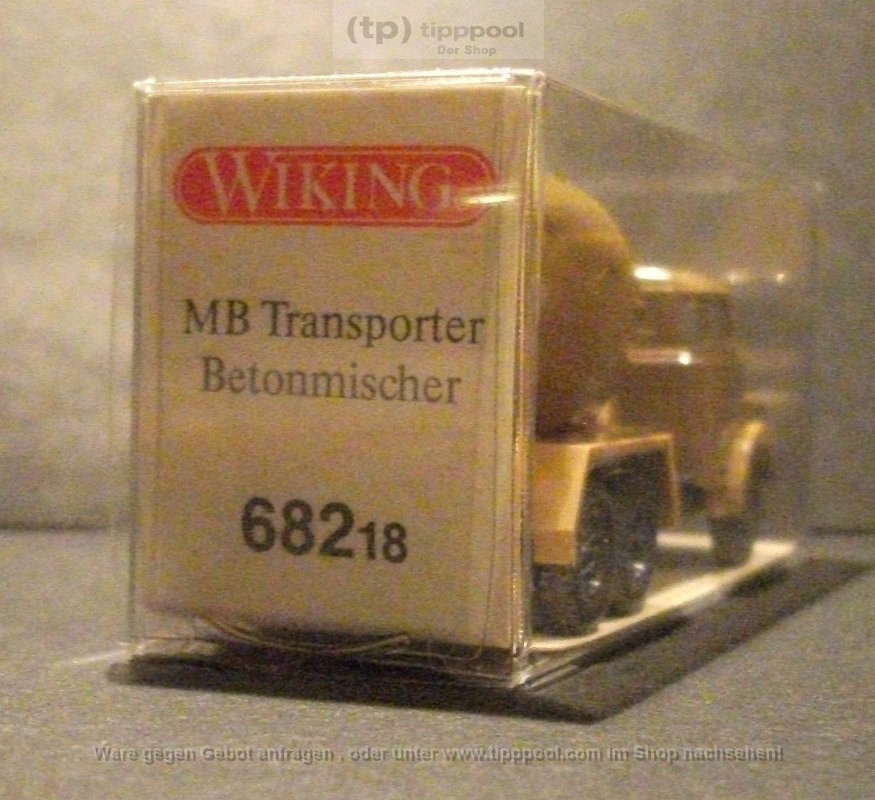 (tp) tipppool
Der Shop
WIKING
MB Transporter
Betonmischer
68218
Ware gegen Gebot anfragen , oder unter www.tipppool.com im Shop nachsehen!